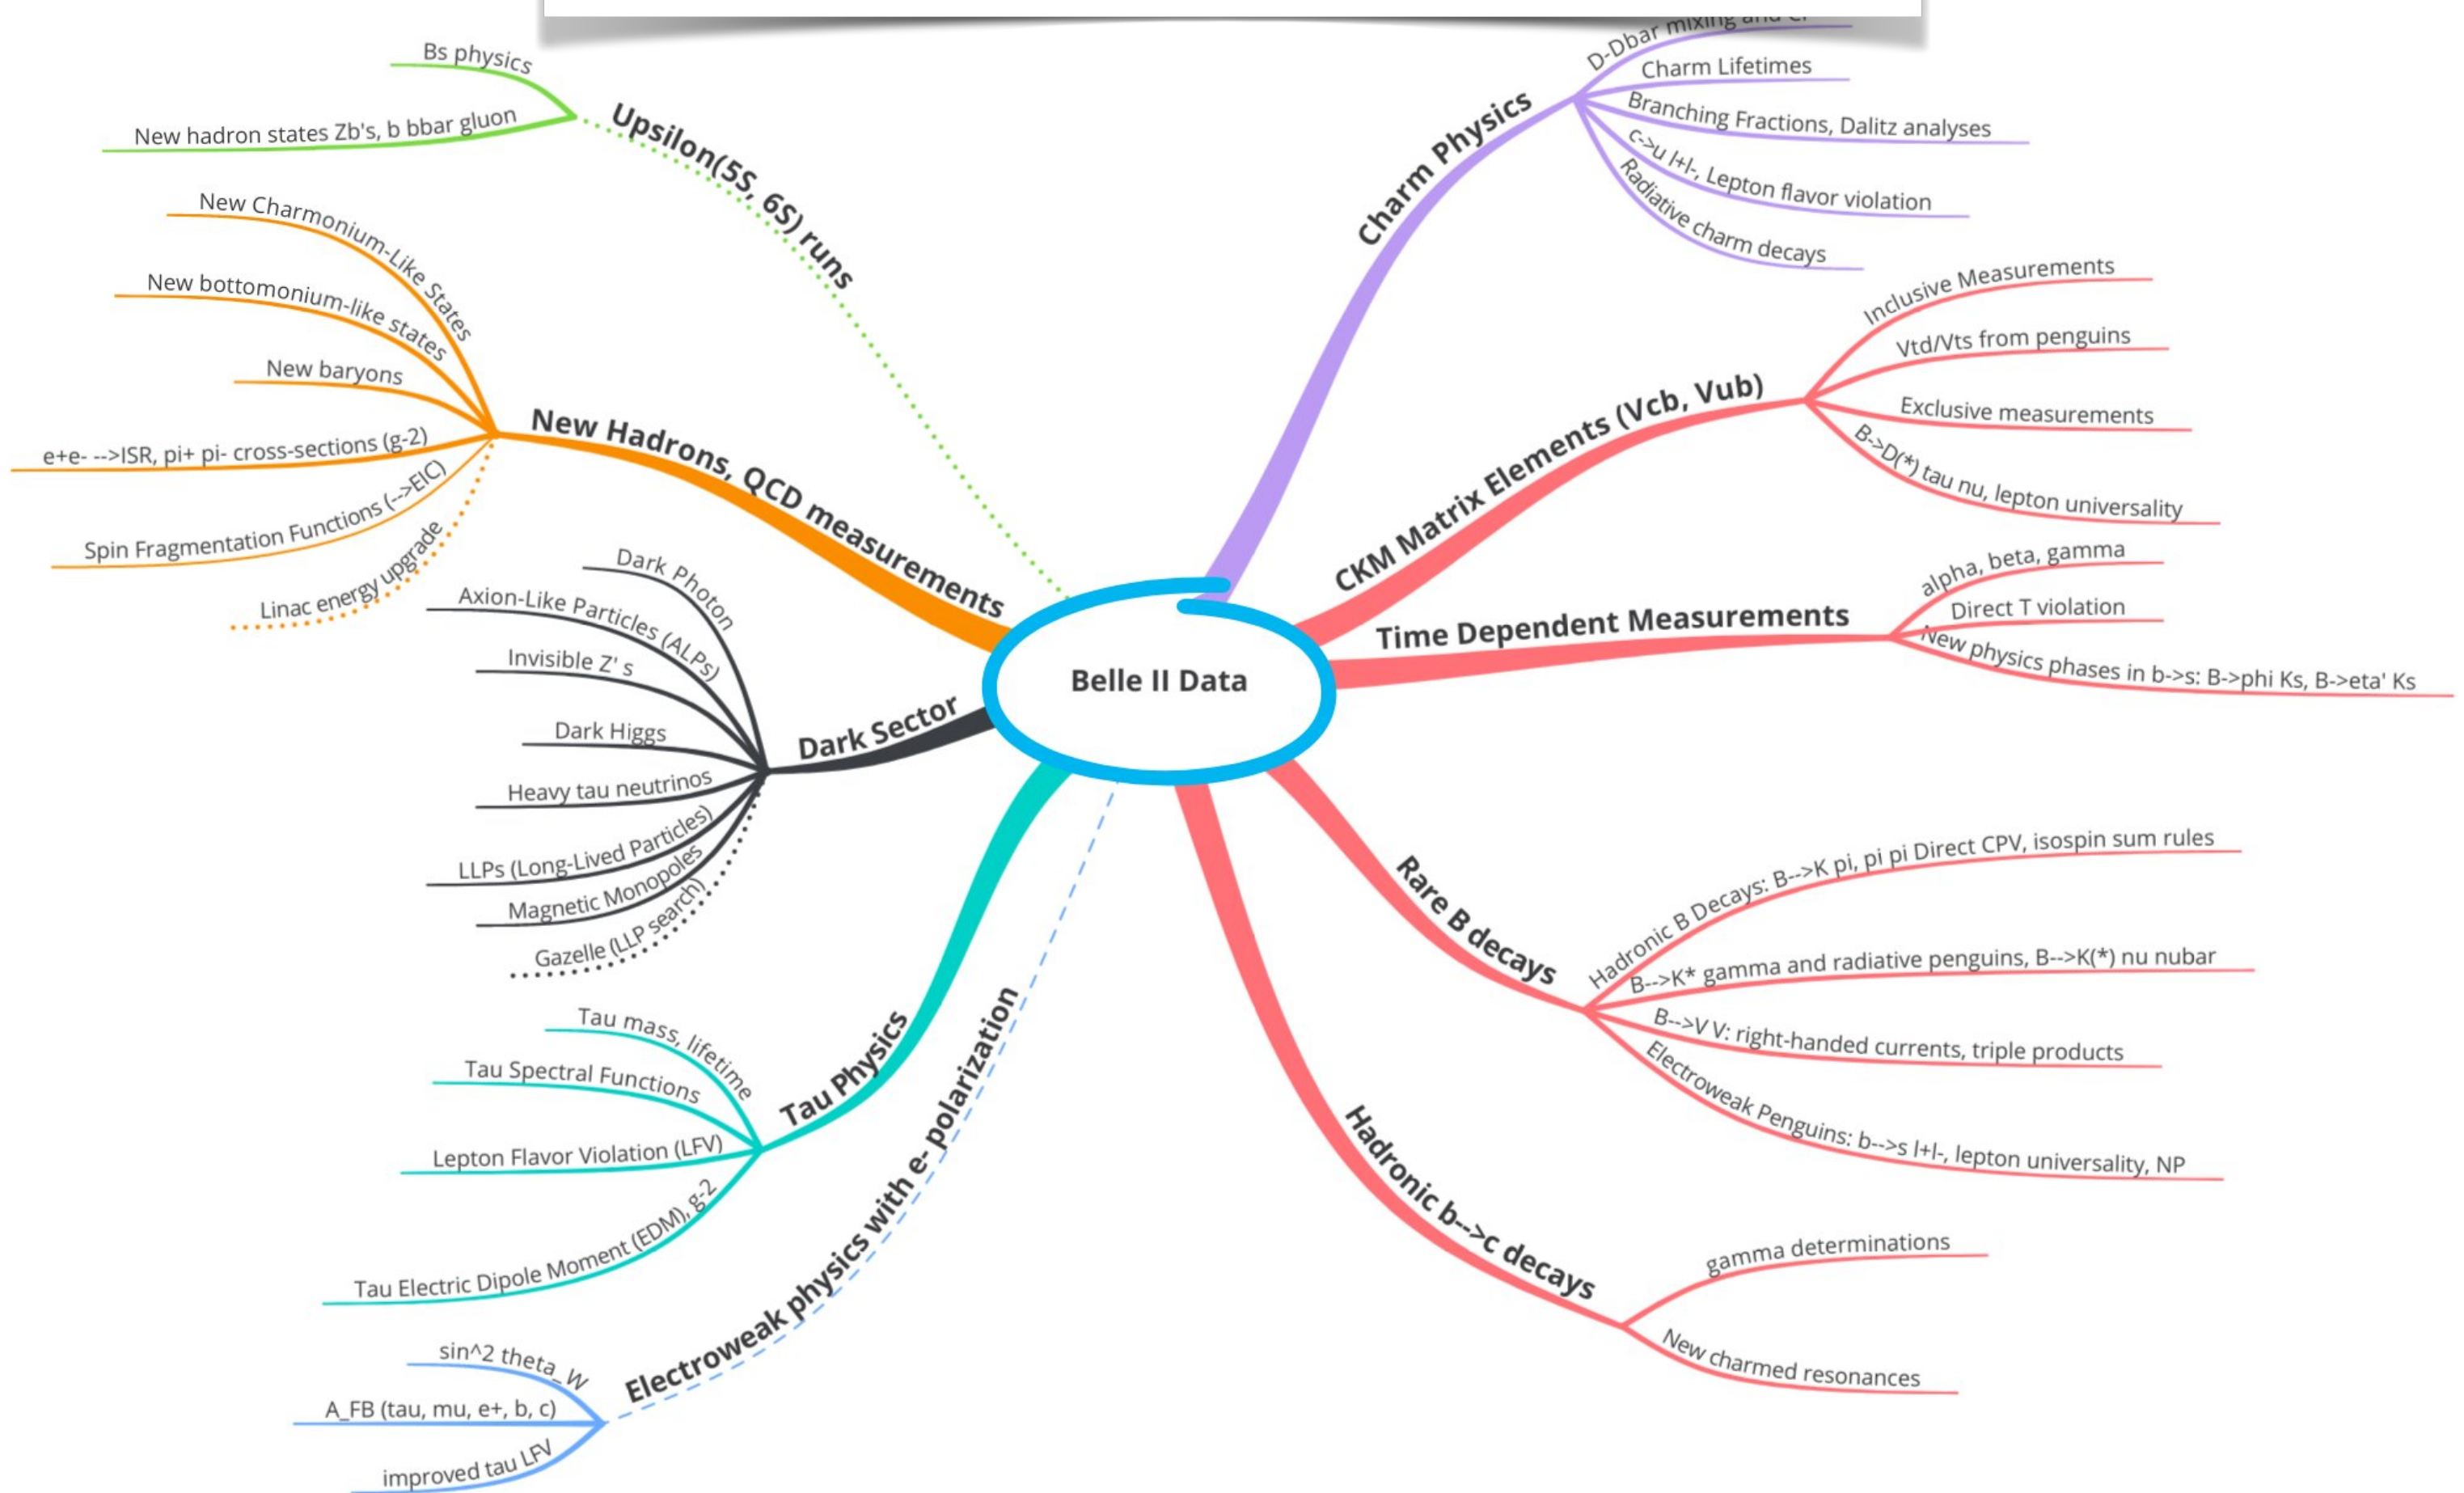 Belle II Data
Upsilon(5S, 6S) runs
Bs physics
New hadron states Zb's, b bbar gluon
New Hadrons, QCD measurements
New Charmonium-Like States
New bottomonium-like states
New baryons
e+e- -->ISR, pi+ pi- cross-sections (g-2)
Spin Fragmentation Functions (-->EIC)
Linac energy upgrade
Dark Sector
Dark Photon
Axion-Like Particles (ALPs)
Invisible Z' s
Dark Higgs
Heavy tau neutrinos
LLPs (Long-Lived Particles)
Magnetic Monopoles
Gazelle (LLP search)
Tau Physics
Tau mass, lifetime
Tau Spectral Functions
Lepton Flavor Violation (LFV)
Tau Electric Dipole Moment (EDM), g-2
Electroweak physics with e- polarization
sin^2 theta_W
A_FB (tau, mu, e+, b, c)
improved tau LFV
Charm Physics
D-Dbar mixing and
Charm Lifetimes
Branching Fractions, Dalitz analyses
c->u l+l-, Lepton flavor violation
Radiative charm decays
CKM Matrix Elements (Vcb, Vub)
Inclusive Measurements
Vtd/Vts from penguins
Exclusive measurements
B->D(*) tau nu, lepton universality
Time Dependent Measurements
alpha, beta, gamma
Direct T violation
New physics phases in b->s: B->phi Ks, B->eta' Ks
Rare B decays
Hadronic B Decays: B-->K pi, pi pi Direct CPV, isospin sum rules
B-->K* gamma and radiative penguins, B-->K(*) nu nubar
B-->V V: right-handed currents, triple products
Electroweak Penguins: b-->s l+l-, lepton universality, NP
Hadronic b-->c decays
gamma determinations
New charmed resonances